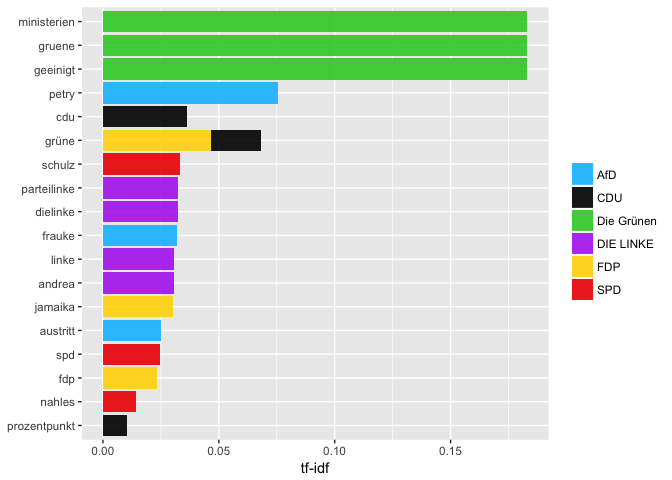 ministerien
gruene
geeinigt
petry
cdu
grüne
schulz
parteilinke
dielinke
frauke
linke
andrea
jamaika
austritt
spd
fdp
nahles
prozentpunkt
0.00 0.05 0.10 0.15
tf-idf
AfD
CDU
Die Grünen
DIE LINKE
FDP
SPD